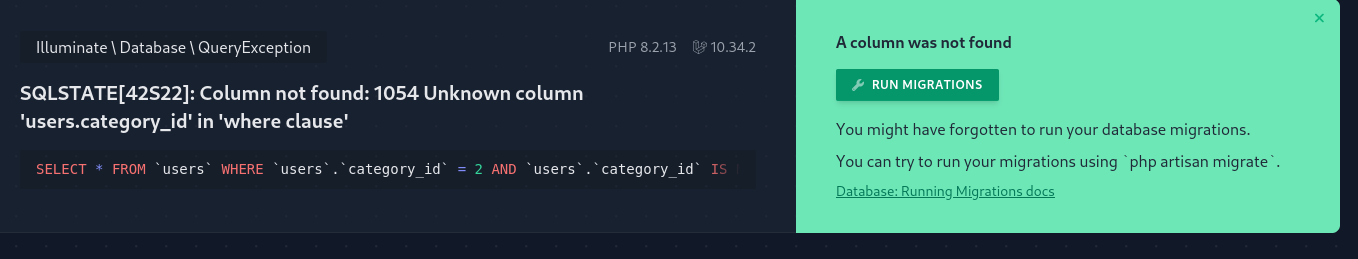 Illuminate \ Database \ QueryException
PHP 8.2.13 10.34.2
SQLSTATE[42S22]: Column not found: 1054 Unknown column
'users.category_id' in 'where clause'
SELECT * FROM `users` WHERE `users`.`category_id` = 2 AND `users`.`category_id` IS
A column was not found
RUN MIGRATIONS
You might have forgotten to run your database migrations.
You can try to run your migrations using `php artisan migrate`.
Database: Running Migrations docs